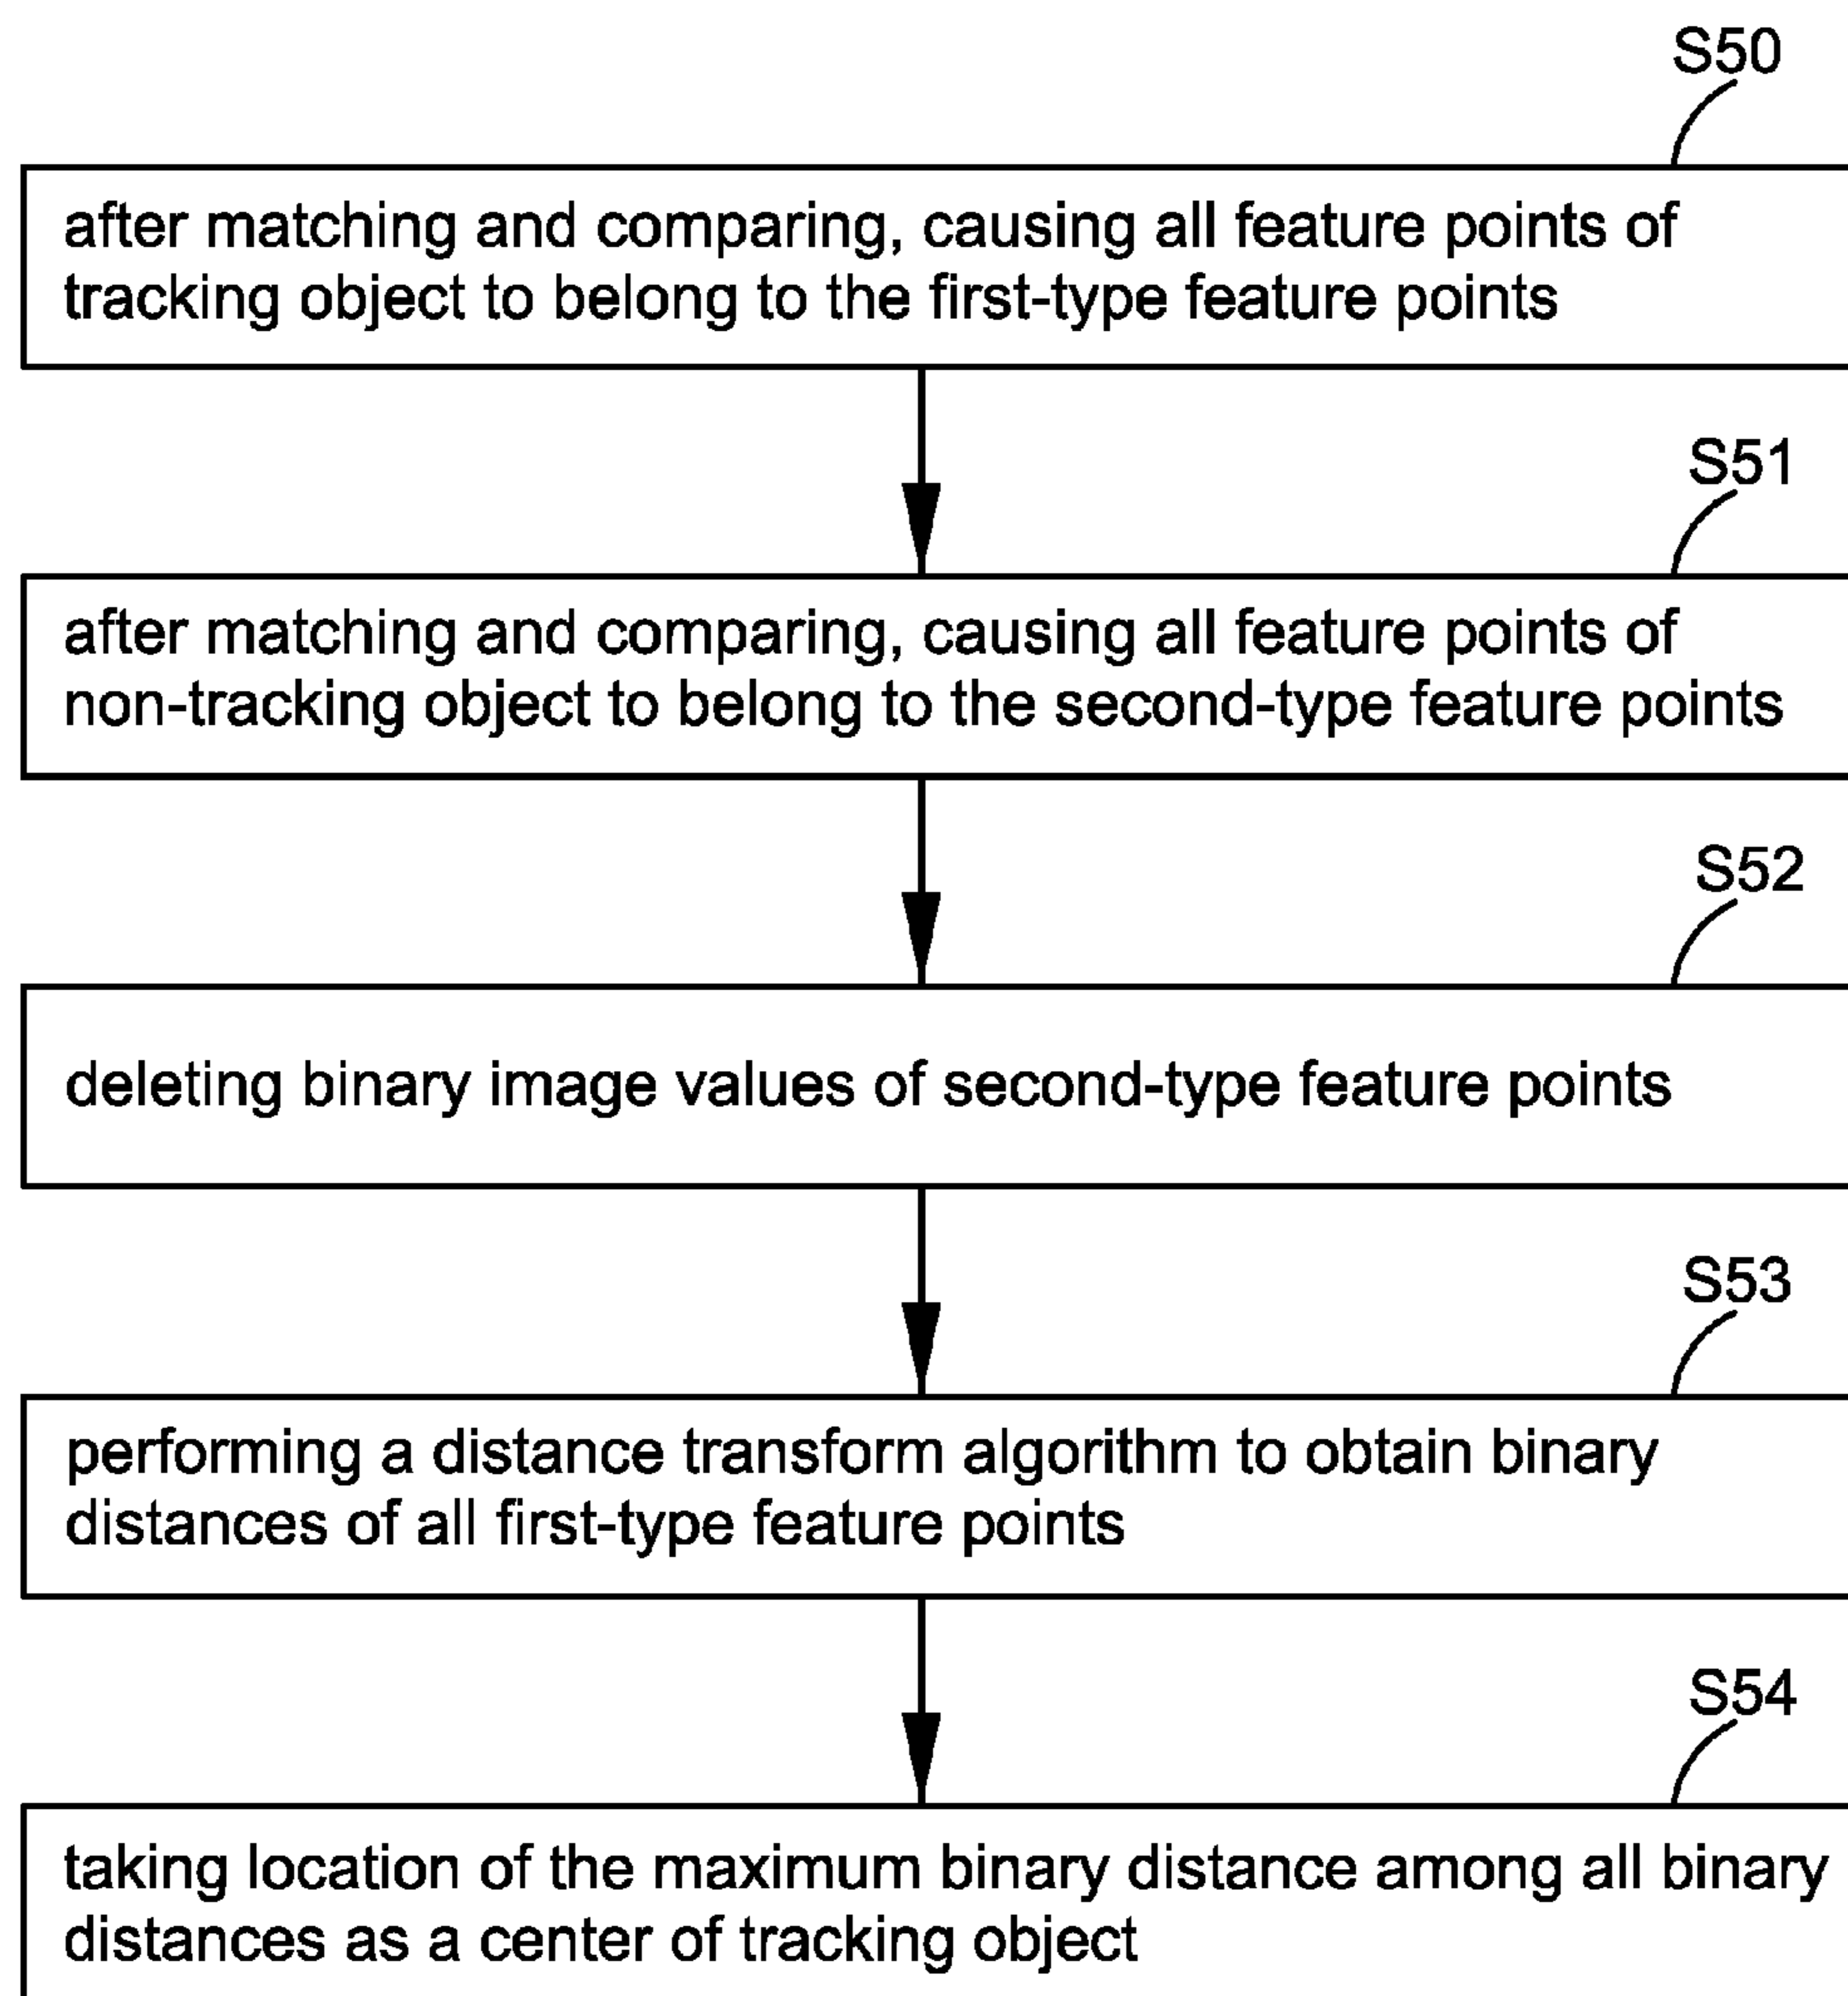 S50
after matching and comparing, causing all feature points of
tracking object to belong to the first-type feature points
S51
after matching and comparing, causing all feature points of
non-tracking object to belong to the second-type feature points
S52
deleting binary image values of second-type feature points
S53
performing a distance transform algorithm to obtain binary
distances of all first-type feature points
S54
taking location of the maximum binary distance among all binary
distances as a center of tracking object